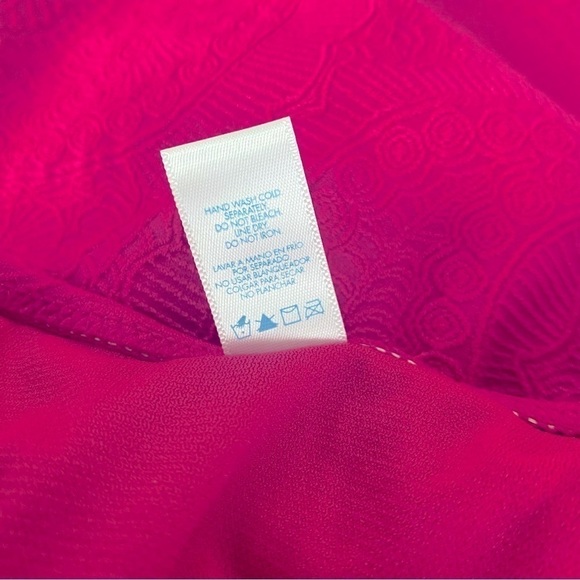 HAND WASH COLD
SEPARATELY
DO NOT BLEACH.
LINE DRY
DO NOT IRON.
LAVAR A MANO EN FRÍO
POR SEPARADO
NO USAR BLANQUEADOR
COLGAR PARA SECAR
NO PLANCHAR